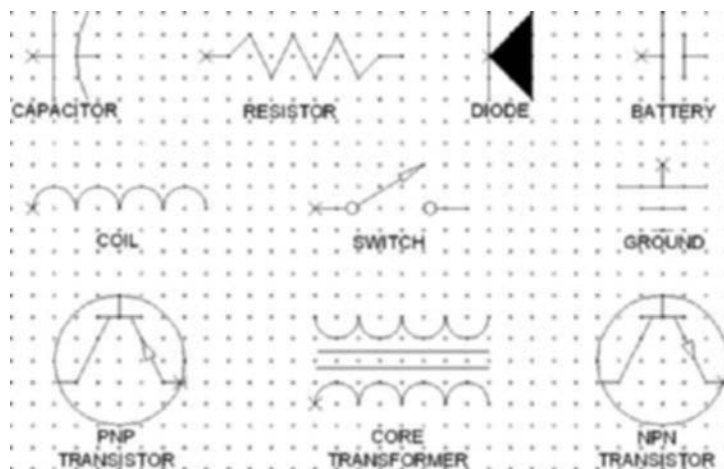 CAPACITOR RESISTOR DIODE BATTERY
COIL SWITCH GROUND
PNP CORE NPN
TRANSISTOR TRANSFORMER TRANSISTOR